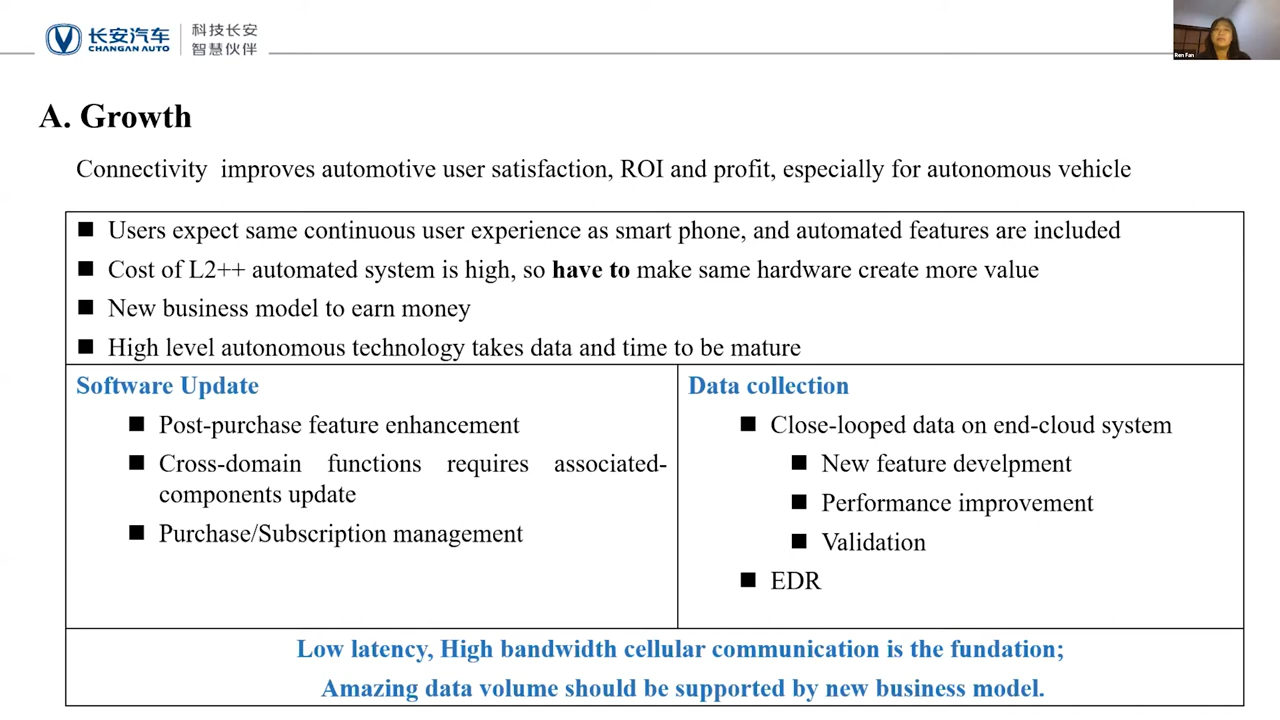 长安汽车
CHANGAN AUTO
科技长安
智慧伙伴
Ren Fan
A. Growth
Connectivity improves automotive user satisfaction, ROI and profit, especially for autonomous vehicle
Users expect same continuous user experience as smart phone, and automated features are included
Cost of L2++ automated system is high, so have to make same hardware create more value
New business model to earn money
High level autonomous technology takes data and time to be mature
Software Update
Post-purchase feature enhancement
Cross-domain functions requires associated-
components update
Purchase/Subscription management
Data collection
Close-looped data on end-cloud system
New feature develpment
Performance improvement
Validation
EDR
Low latency, High bandwidth cellular communication is the fundation;
Amazing data volume should be supported by new business model.